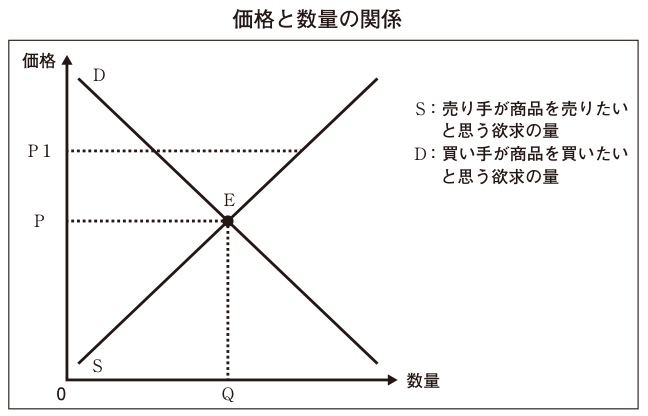 価格と数量の関係
価格
D
S：売り手が商品を売りたい
と思う欲求の量
D：買い手が商品を買いたい
と思う欲求の量
P1
E
P
S
0
Q
数量